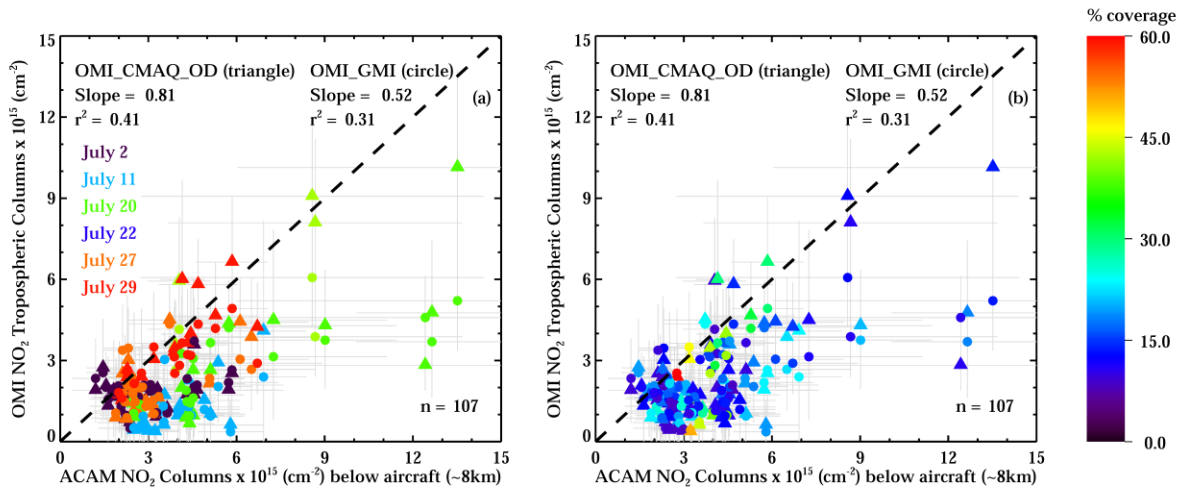 % coverage
OMI_CMAQ_OD (triangle) OMI_GMI (circle)
Slope = 0.81 Slope = 0.52 (a)
r² = 0.41 r² = 0.31
July 2
July 11
July 20
July 22
July 27
July 29
n = 107
15
12
9
6
3
0
0 3 6 9 12 15
OMI NO₂ Tropospheric Columns x 10¹⁵ (cm⁻²)
ACAM NO₂ Columns x 10¹⁵ (cm⁻²) below aircraft (~8km)
OMI_CMAQ_OD (triangle) OMI_GMI (circle)
Slope = 0.81 Slope = 0.52 (b)
r² = 0.41 r² = 0.31
n = 107
15
12
9
6
3
0
0 3 6 9 12 15
OMI NO₂ Tropospheric Columns x 10¹⁵ (cm⁻²)
ACAM NO₂ Columns x 10¹⁵ (cm⁻²) below aircraft (~8km)
60.0
45.0
30.0
15.0
0.0